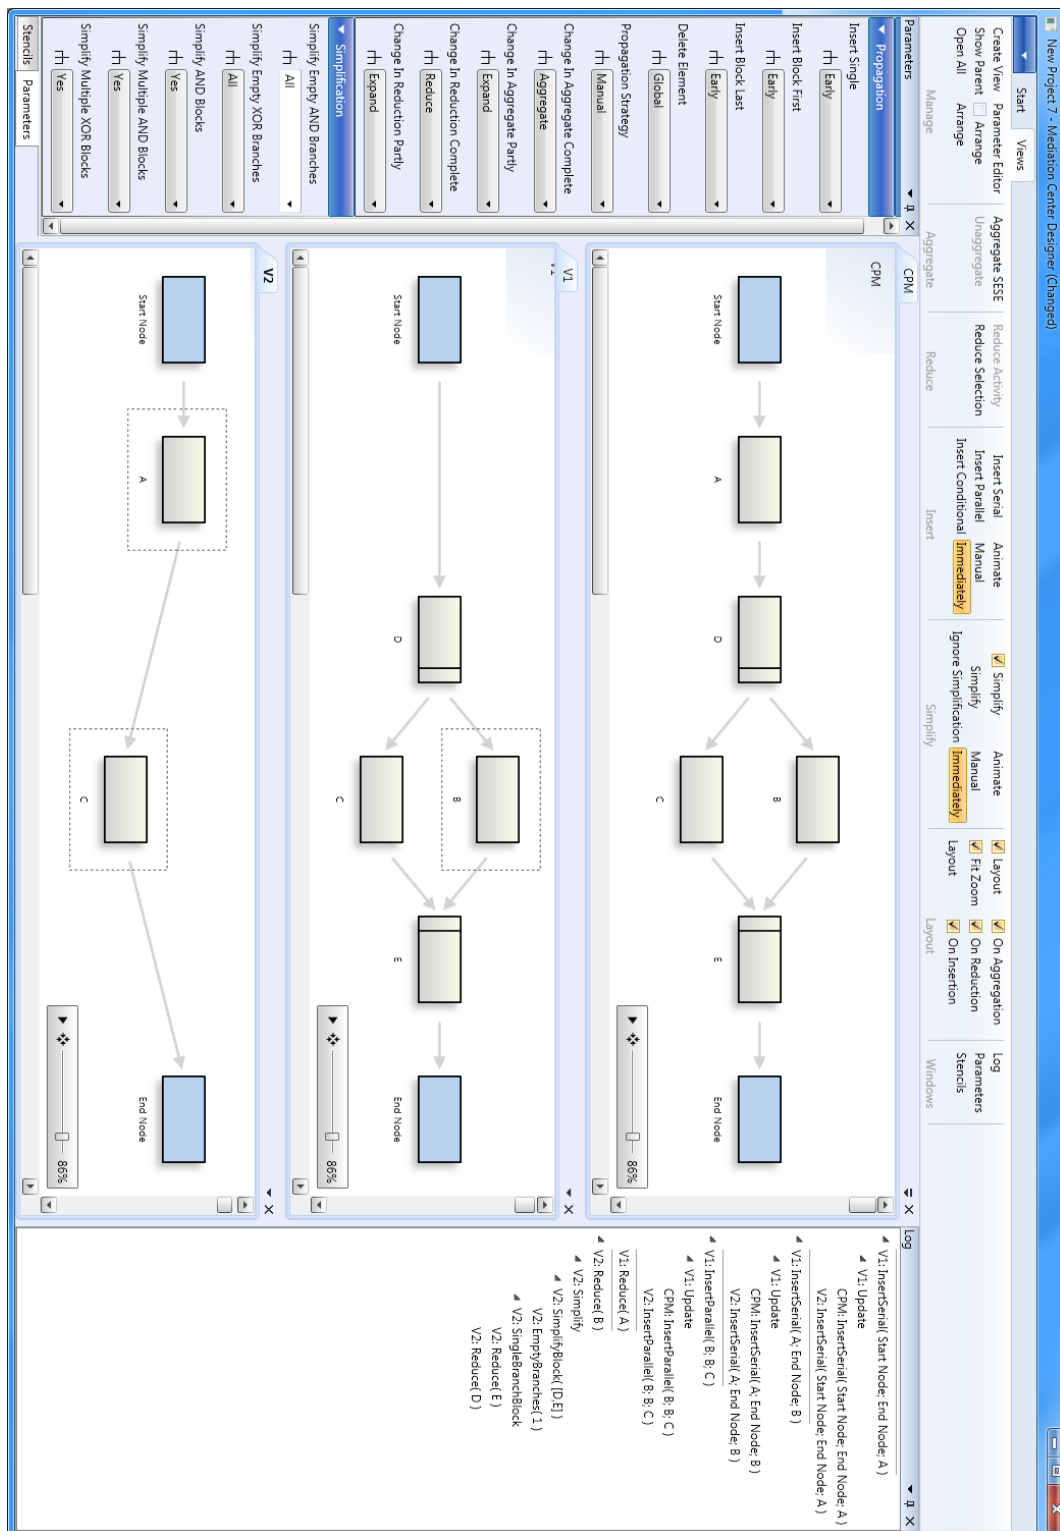 New Project 7 - Mediation Center Designer (Changed)
Start Views
Create View Parameter Editor
Show Parent Arrange
Open All Arrange
Manage
Aggregate SESE
Unaggregate
Aggregate
Reduce Activity
Reduce Selection
Reduce
Insert Serial Animate
Insert Parallel Manual
Insert Conditional Immediately
Insert
Simplify Animate
Simplify Manual
Ignore Simplification Immediately
Simplify
Layout On Aggregation
Fit Zoom On Reduction
Layout On Insertion
Layout
Log
Parameters
Stencils
Windows
Parameters
Propagation
Insert Single
Early
Insert Block First
Early
Insert Block Last
Early
Delete Element
Global
Propagation Strategy
Manual
Change In Aggregate Complete
Aggregate
Change In Aggregate Partly
Expand
Change In Reduction Complete
Reduce
Change In Reduction Partly
Expand
Simplification
Simplify Empty AND Branches
All
Simplify Empty XOR Branches
All
Simplify AND Blocks
Yes
Simplify Multiple AND Blocks
Yes
Simplify Multiple XOR Blocks
Yes
Stencils Parameters
CPM
CPM
Start Node
A
D
B
C
E
End Node
86%
V1
V1
Start Node
D
B
C
E
End Node
86%
V2
Start Node
A
C
End Node
86%
Log
V1: InsertSerial( Start Node; End Node; A )
V1: Update
CPM: InsertSerial( Start Node; End Node; A )
V2: InsertSerial( Start Node; End Node; A )
V1: InsertSerial( A; End Node; B )
V1: Update
CPM: InsertSerial( A; End Node; B )
V2: InsertSerial( A; End Node; B )
V1: InsertParallel( B; B; C )
V1: Update
CPM: InsertParallel( B; B; C )
V2: InsertParallel( B; B; C )
V1: Reduce( A )
V2: Reduce( B )
V2: Simplify
V2: SimplifyBlock( [D,E] )
V2: EmptyBranches( 1 )
V2: SingleBranchBlock
V2: Reduce( E )
V2: Reduce( D )